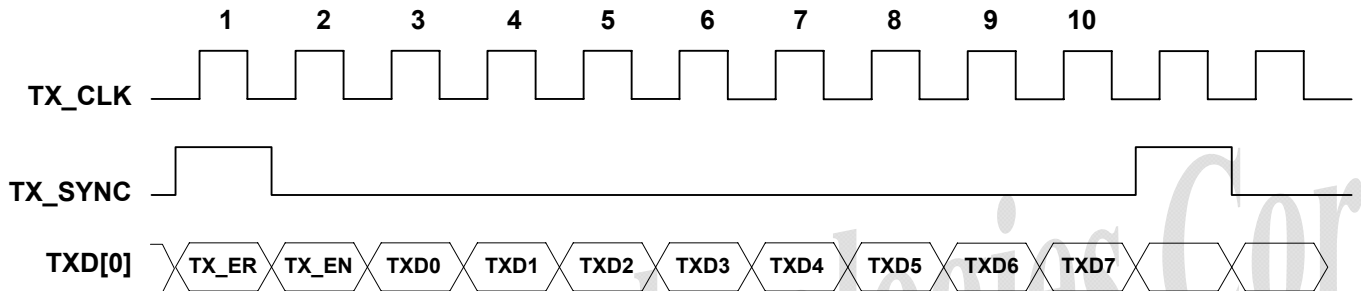 1 2 3 4 5 6 7 8 9 10
TX_CLK
TX_SYNC
TXD[0] TX_ER TX_EN TXD0 TXD1 TXD2 TXD3 TXD4 TXD5 TXD6 TXD7